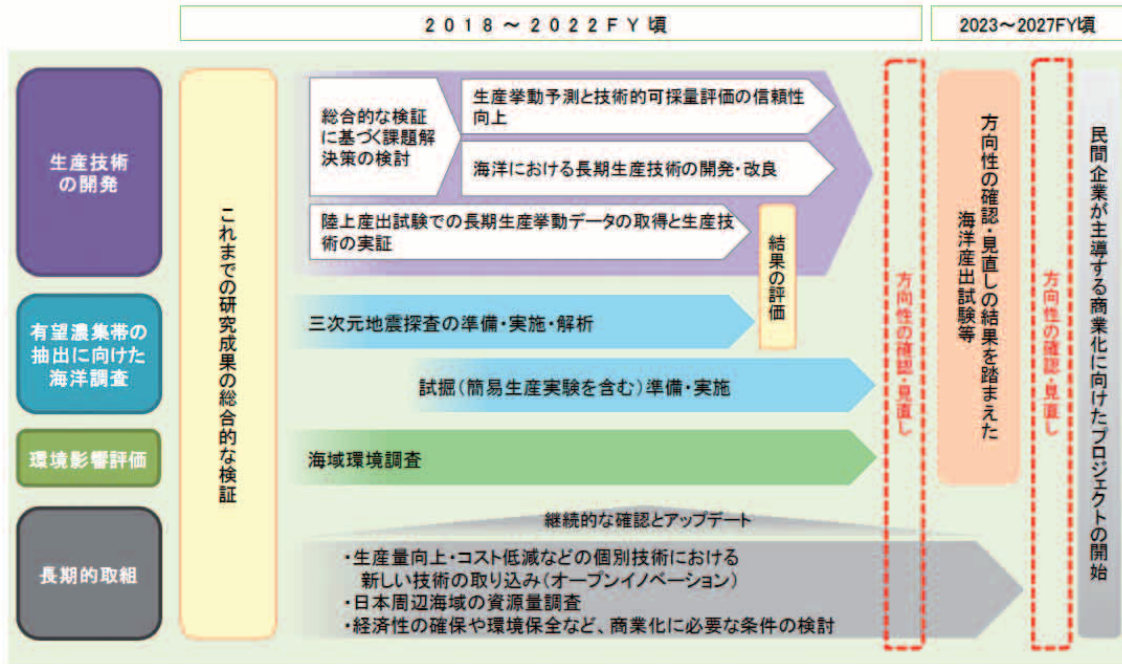 2018～2022FY頃
2023～2027FY頃
生産技術
の開発
有望濃集帯の
抽出に向けた
海洋調査
環境影響評価
長期的取組
これまでの研究成果の総合的な検証
総合的な検証
に基づく課題解
決策の検討
生産挙動予測と技術的可採量評価の信頼性
向上
海洋における長期生産技術の開発・改良
陸上産出試験での長期生産挙動データの取得と生産技
術の実証
結果の評価
三次元地震探査の準備・実施・解析
試掘（簡易生産実験を含む）準備・実施
海域環境調査
継続的な確認とアップデート
・生産量向上・コスト低減などの個別技術における
新しい技術の取り込み（オープンイノベーション）
・日本周辺海域の資源量調査
・経済性の確保や環境保全など、商業化に必要な条件の検討
方向性の確認・見直し
方向性の確認・見直しの結果を踏まえた
海洋産出試験等
方向性の確認・見直し
民間企業が主導する商業化に向けたプロジェクトの開始